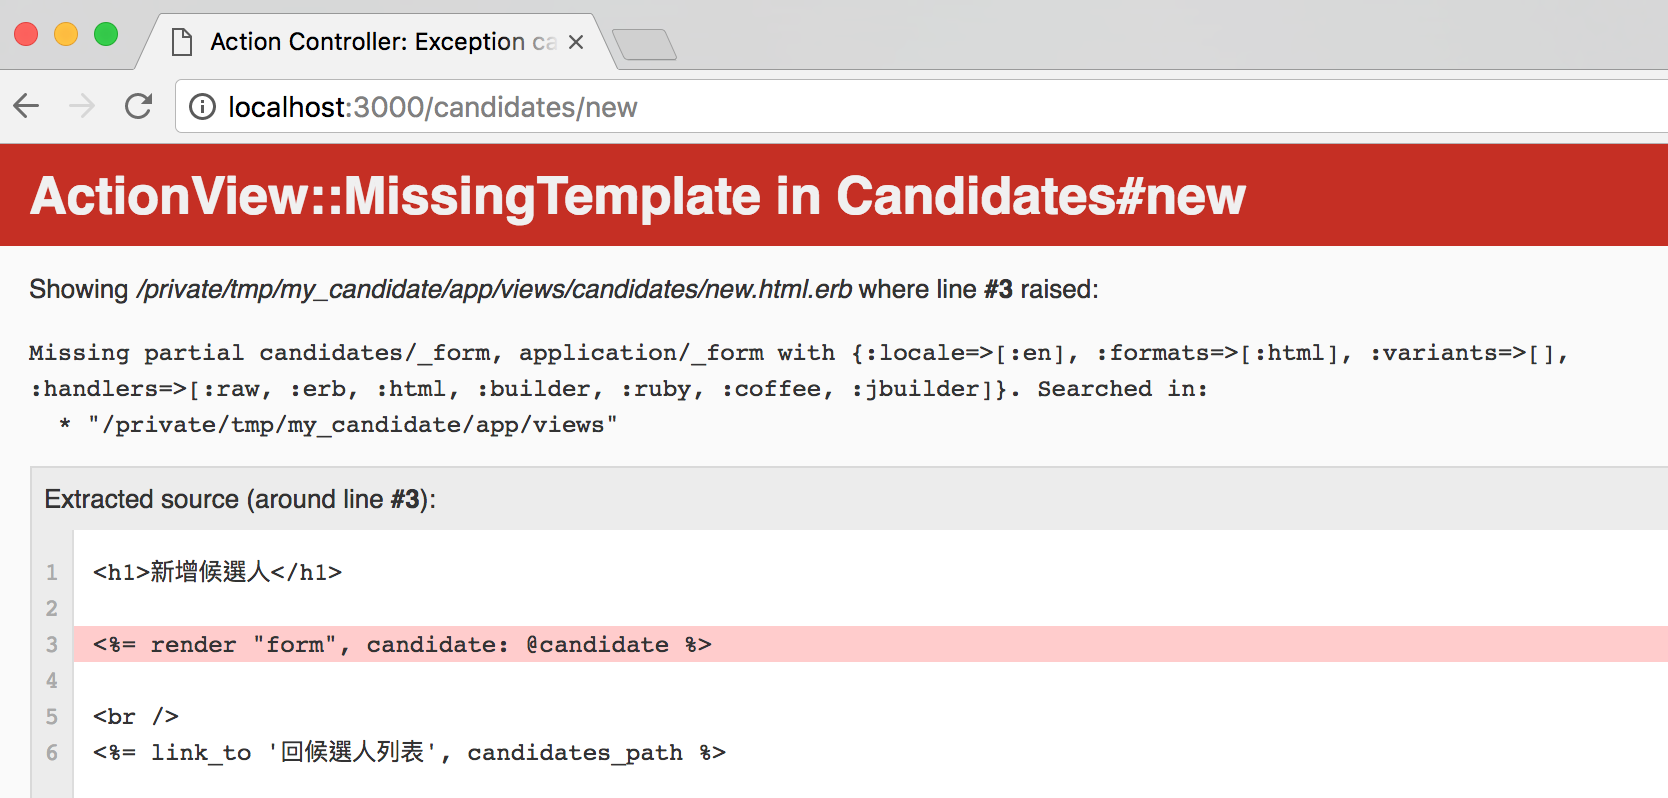 Action Controller: Exception ca
localhost:3000/candidates/new
ActionView::MissingTemplate in Candidates#new
Showing /private/tmp/my_candidate/app/views/candidates/new.html.erb where line #3 raised:
Missing partial candidates/_form, application/_form with {:locale=>[:en], :formats=>[:html], :variants=>[],
:handlers=>[:raw, :erb, :html, :builder, :ruby, :coffee, :jbuilder]}. Searched in:
* "/private/tmp/my_candidate/app/views"
Extracted source (around line #3):
1 <h1>新增候選人</h1>
2
3 <%= render "form", candidate: @candidate %>
4
5 <br />
6 <%= link_to '回候選人列表', candidates_path %>